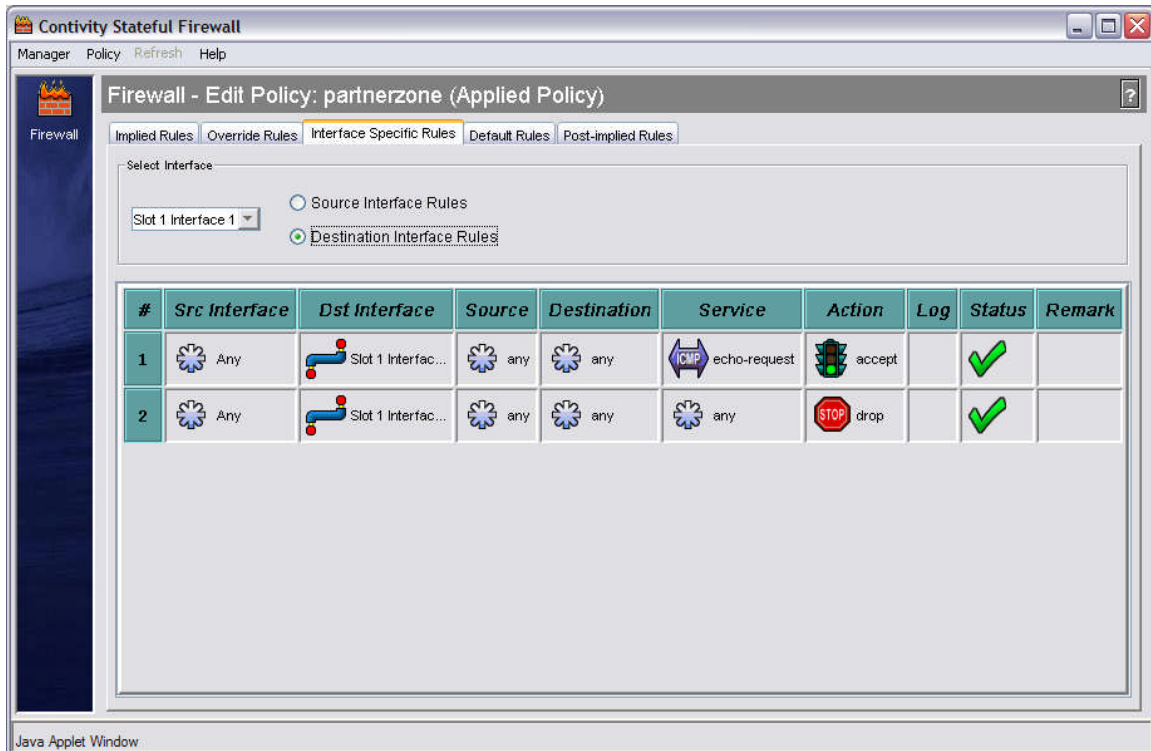 Contivity Stateful Firewall
Manager Policy Refresh Help
Firewall
Firewall - Edit Policy: partnerzone (Applied Policy)
?
Implied Rules Override Rules Interface Specific Rules Default Rules Post-implied Rules
Select Interface
Slot 1 Interface 1
Source Interface Rules
Destination Interface Rules
# Src Interface Dst Interface Source Destination Service Action Log Status Remark
1 Any Slot 1 Interfac... any any ICMP echo-request accept
2 Any Slot 1 Interfac... any any any STOP drop
Java Applet Window